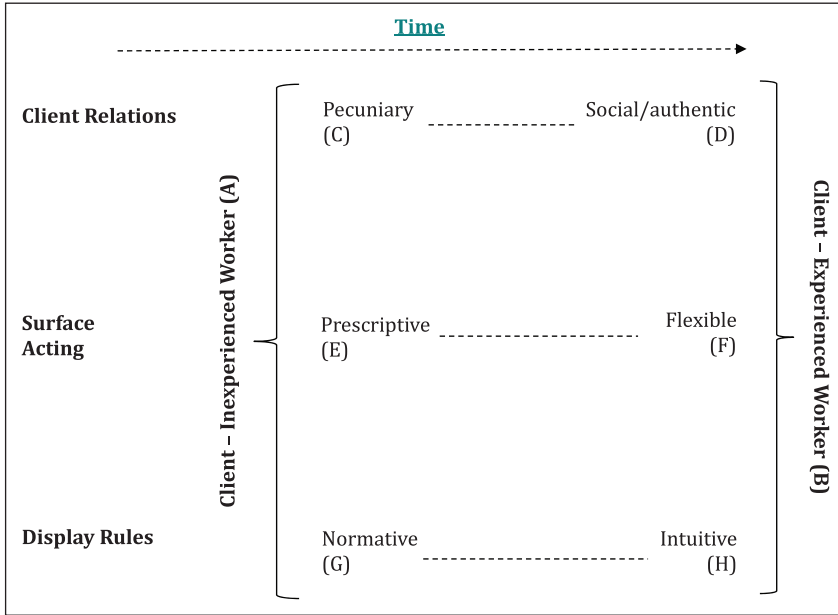 Time
Client Relations
Pecuniary
(C)
Social/authentic
(D)
Client – Inexperienced Worker (A)
Client – Experienced Worker (B)
Surface
Acting
Prescriptive
(E)
Flexible
(F)
Display Rules
Normative
(G)
Intuitive
(H)